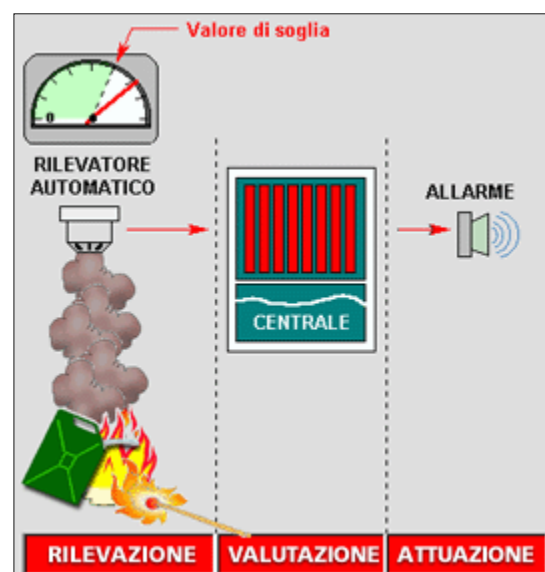 Valore di soglia
0
RILEVATORE
AUTOMATICO
ALLARME
CENTRALE
RILEVAZIONE
VALUTAZIONE
ATTUAZIONE